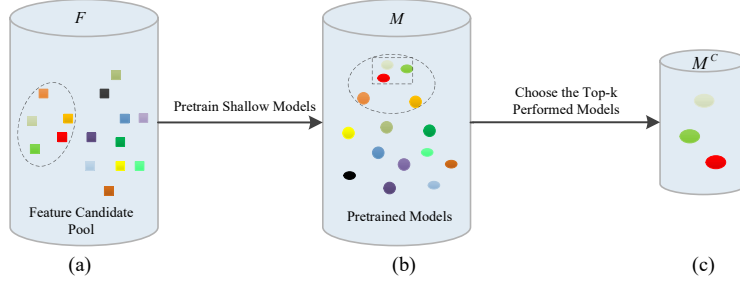 F
M
M^C
Pretrain Shallow Models
Choose the Top-k
Performed Models
Feature Candidate
Pool
Pretrained Models
(a)
(b)
(c)